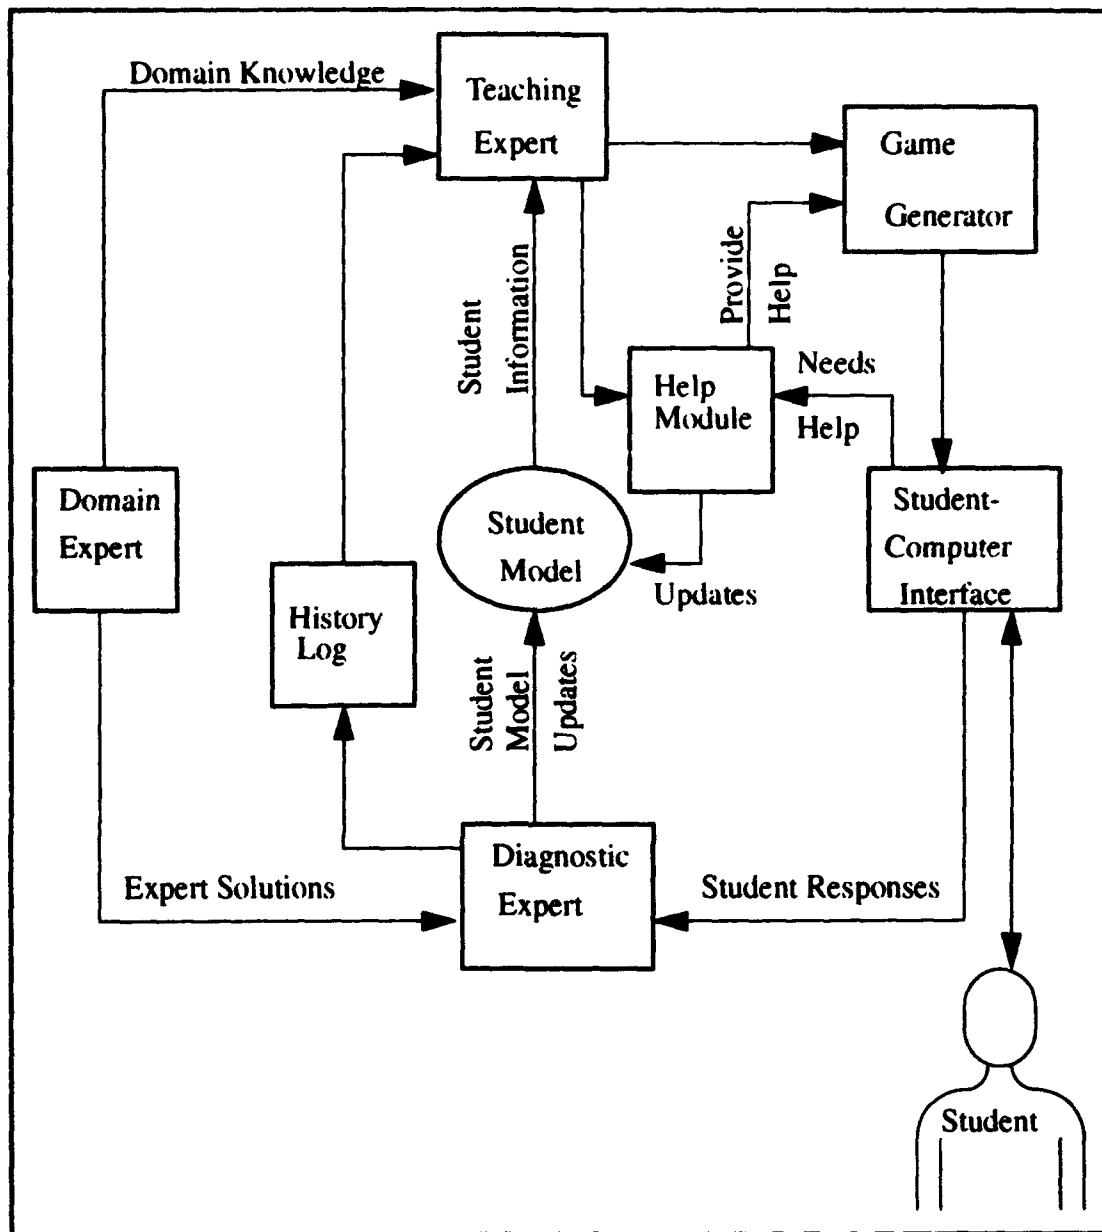 Domain Knowledge
Teaching
Expert
Game
Generator
Student
Information
Provide
Help
Needs
Help
Help
Module
Domain
Expert
Student
Model
Updates
Student-
Computer
Interface
History
Log
Student
Model
Updates
Diagnostic
Expert
Expert Solutions
Student Responses
Student